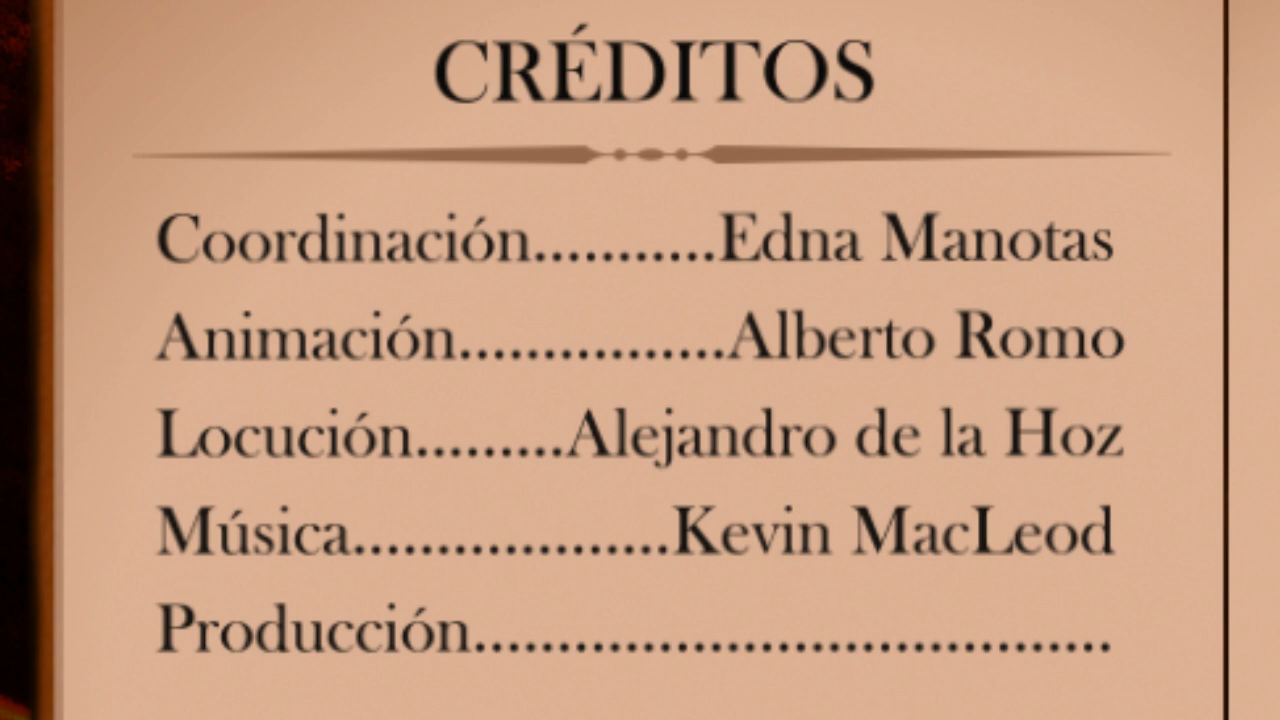 CRÉDITOS
Coordinación...........Edna Manotas
Animación................Alberto Romo
Locución.........Alejandro de la Hoz
Música...................Kevin MacLeod
Producción.......................................